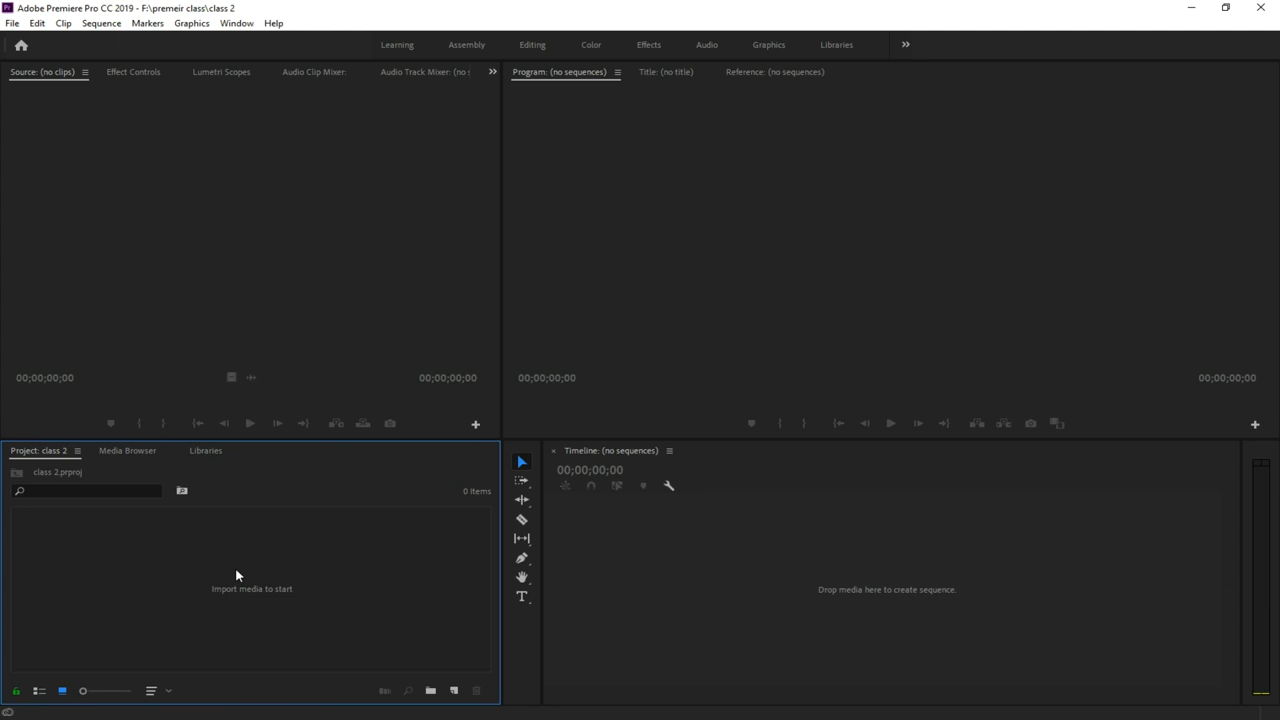 Adobe Premiere Pro CC 2019 - F:\premeir class\class 2
File Edit Clip Sequence Markers Graphics Window Help
Learning Assembly Editing Color Effects Audio Graphics Libraries
Source: (no clips) Effect Controls Lumetri Scopes Audio Clip Mixer: Audio Track Mixer: (no s
Program: (no sequences) Title: (no title) Reference: (no sequences)
00;00;00;00 00;00;00;00
00;00;00;00 00;00;00;00
Project: class 2 Media Browser Libraries
class 2.prproj
0 Items
Import media to start
Timeline: (no sequences)
00;00;00;00
Drop media here to create sequence.